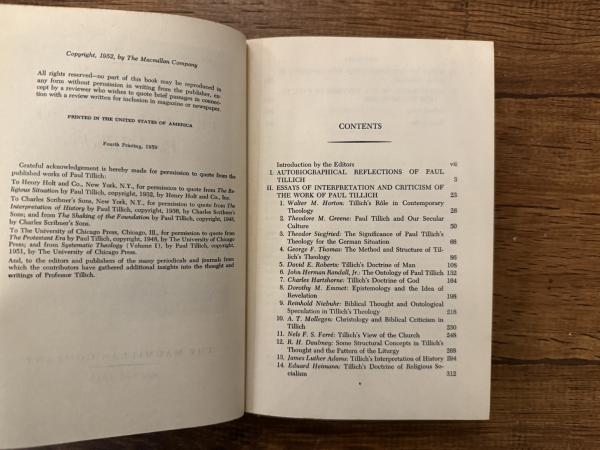 Copyright, 1952, by The Macmillan Company
All rights reserved—no part of this book may be reproduced in
any form without permission in writing from the publisher, ex-
cept by a reviewer who wishes to quote brief passages in connec-
tion with a review written for inclusion in magazine or newspaper.
PRINTED IN THE UNITED STATES OF AMERICA
Fourth Printing, 1959
Grateful acknowledgement is hereby made for permission to quote from the
published works of Paul Tillich:
To Henry Holt and Co., New York, N.Y., for permission to quote from The Re-
ligious Situation by Paul Tillich, copyright, 1932, by Henry Holt and Co., Inc.
To Charles Scribner's Sons, New York, N.Y., for permission to quote from The
Interpretation of History by Paul Tillich, copyright, 1936, by Charles Scribner's
Sons; and from The Shaking of the Foundation by Paul Tillich, copyright, 1948,
by Charles Scribner's Sons.
To The University of Chicago Press, Chicago, Ill., for permission to quote from
The Protestant Era by Paul Tillich, copyright, 1948, by The University of Chicago
Press; and from Systematic Theology (Volume I), by Paul Tillich, copyright,
1951, by The University of Chicago Press.
And, to the editors and publishers of the many periodicals and journals from
which the contributors have gathered additional insights into the thought and
writings of Professor Tillich.
CONTENTS
Introduction by the Editors vii
I. AUTOBIOGRAPHICAL REFLECTIONS OF PAUL
TILLICH 3
II. ESSAYS OF INTERPRETATION AND CRITICISM OF
THE WORK OF PAUL TILLICH 23
1. Walter M. Horton: Tillich's Rôle in Contemporary
Theology 26
2. Theodore M. Greene: Paul Tillich and Our Secular
Culture 50
3. Theodor Siegfried: The Significance of Paul Tillich's
Theology for the German Situation 68
4. George F. Thomas: The Method and Structure of Til-
lich's Theology 86
5. David E. Roberts: Tillich's Doctrine of Man 108
6. John Herman Randall, Jr.: The Ontology of Paul Tillich 132
7. Charles Hartshorne: Tillich's Doctrine of God 164
8. Dorothy M. Emmet: Epistemology and the Idea of
Revelation 198
9. Reinhold Niebuhr: Biblical Thought and Ontological
Speculation in Tillich's Theology 216
10. A. T. Mollegen: Christology and Biblical Criticism in
Tillich 230
11. Nels F. S. Ferré: Tillich's View of the Church 248
12. R. H. Daubney: Some Structural Concepts in Tillich's
Thought and the Pattern of the Liturgy 268
13. James Luther Adams: Tillich's Interpretation of History 294
14. Eduard Heimann: Tillich's Doctrine of Religious So-
cialism 312